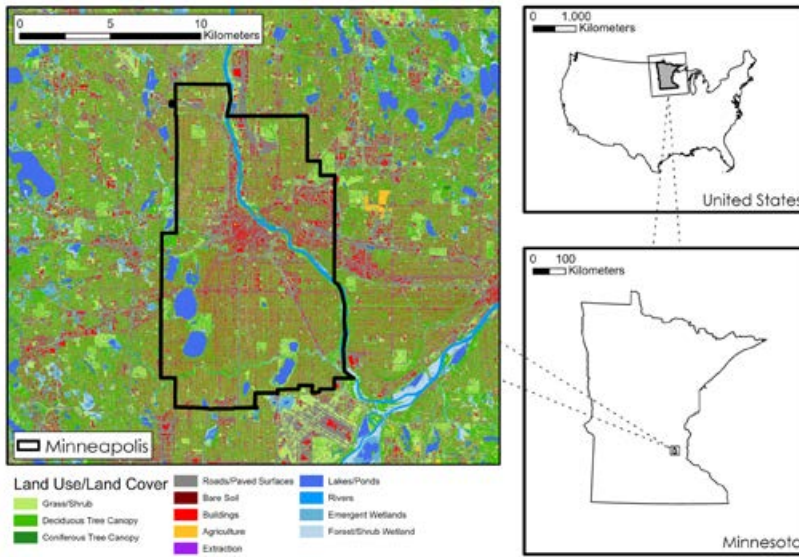 0 5 10
Kilometers
Minneapolis
0 1,000
Kilometers
United States
0 100
Kilometers
Minnesota
Land Use/Land Cover
Grass/Shrub
Deciduous Tree Canopy
Coniferous Tree Canopy
Roads/Paved Surfaces
Bare Soil
Buildings
Agriculture
Extraction
Lakes/Ponds
Rivers
Emergent Wetlands
Forset/Shrub Wetland